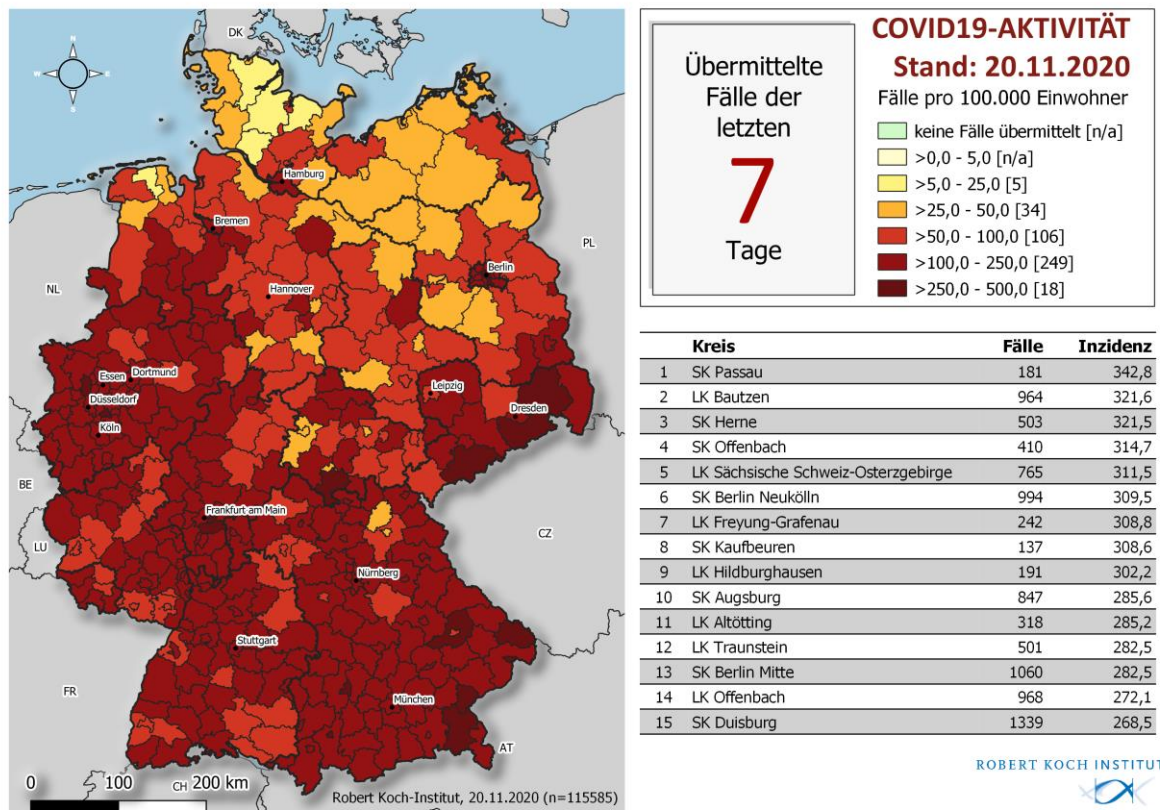 DK
N
W
E
S
Hamburg
Bremen
PL
Berlin
NL
Hannover
Essen
Dortmund
Leipzig
Düsseldorf
Dresden
Köln
BE
Frankfurt am Main
LU
CZ
Nürnberg
Stuttgart
FR
München
AT
0 100 200 km
CH
Robert Koch-Institut, 20.11.2020 (n=115585)
Übermittelte
Fälle der
letzten
7
Tage
COVID19-AKTIVITÄT
Stand: 20.11.2020
Fälle pro 100.000 Einwohner
keine Fälle übermittelt [n/a]
>0,0 - 5,0 [n/a]
>5,0 - 25,0 [5]
>25,0 - 50,0 [34]
>50,0 - 100,0 [106]
>100,0 - 250,0 [249]
>250,0 - 500,0 [18]
Kreis Fälle Inzidenz
1 SK Passau 181 342,8
2 LK Bautzen 964 321,6
3 SK Herne 503 321,5
4 SK Offenbach 410 314,7
5 LK Sächsische Schweiz-Osterzgebirge 765 311,5
6 SK Berlin Neukölln 994 309,5
7 LK Freyung-Grafenau 242 308,8
8 SK Kaufbeuren 137 308,6
9 LK Hildburghausen 191 302,2
10 SK Augsburg 847 285,6
11 LK Altötting 318 285,2
12 LK Traunstein 501 282,5
13 SK Berlin Mitte 1060 282,5
14 LK Offenbach 968 272,1
15 SK Duisburg 1339 268,5
ROBERT KOCH INSTITUT